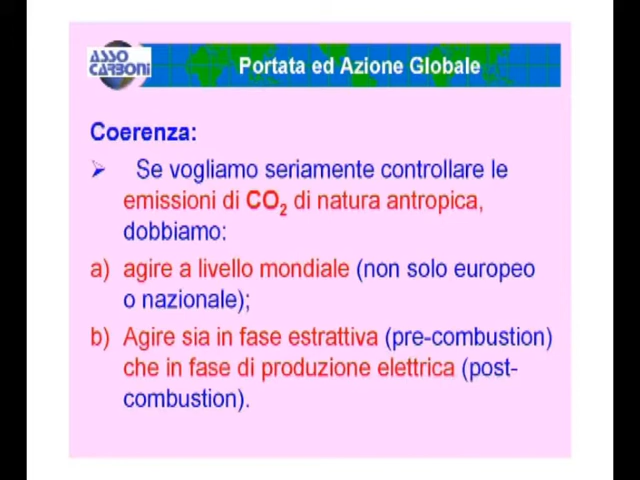 ASSO
CARBONI
Portata ed Azione Globale
Coerenza:
➢ Se vogliamo seriamente controllare le
emissioni di CO₂ di natura antropica,
dobbiamo:
a) agire a livello mondiale (non solo europeo
o nazionale);
b) Agire sia in fase estrattiva (pre-combustion)
che in fase di produzione elettrica (post-
combustion).